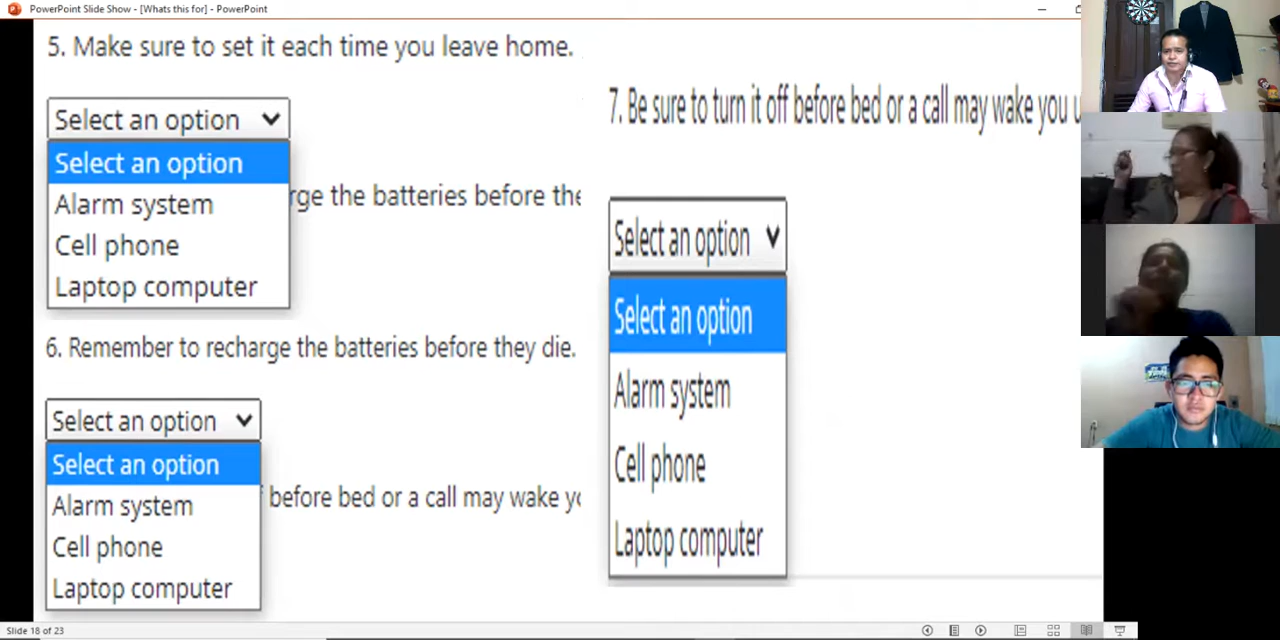 PowerPoint Slide Show - [Whats this for] - PowerPoint
5. Make sure to set it each time you leave home.
Select an option
Select an option
Alarm system
Cell phone
Laptop computer
the batteries before
6. Remember to recharge the batteries before they die.
Select an option
Select an option
Alarm system
Cell phone
Laptop computer
before bed or a call may wake
7. Be sure to turn it off before bed or a call may wake you
Select an option
Select an option
Alarm system
Cell phone
Laptop computer
Slide 18 of 23